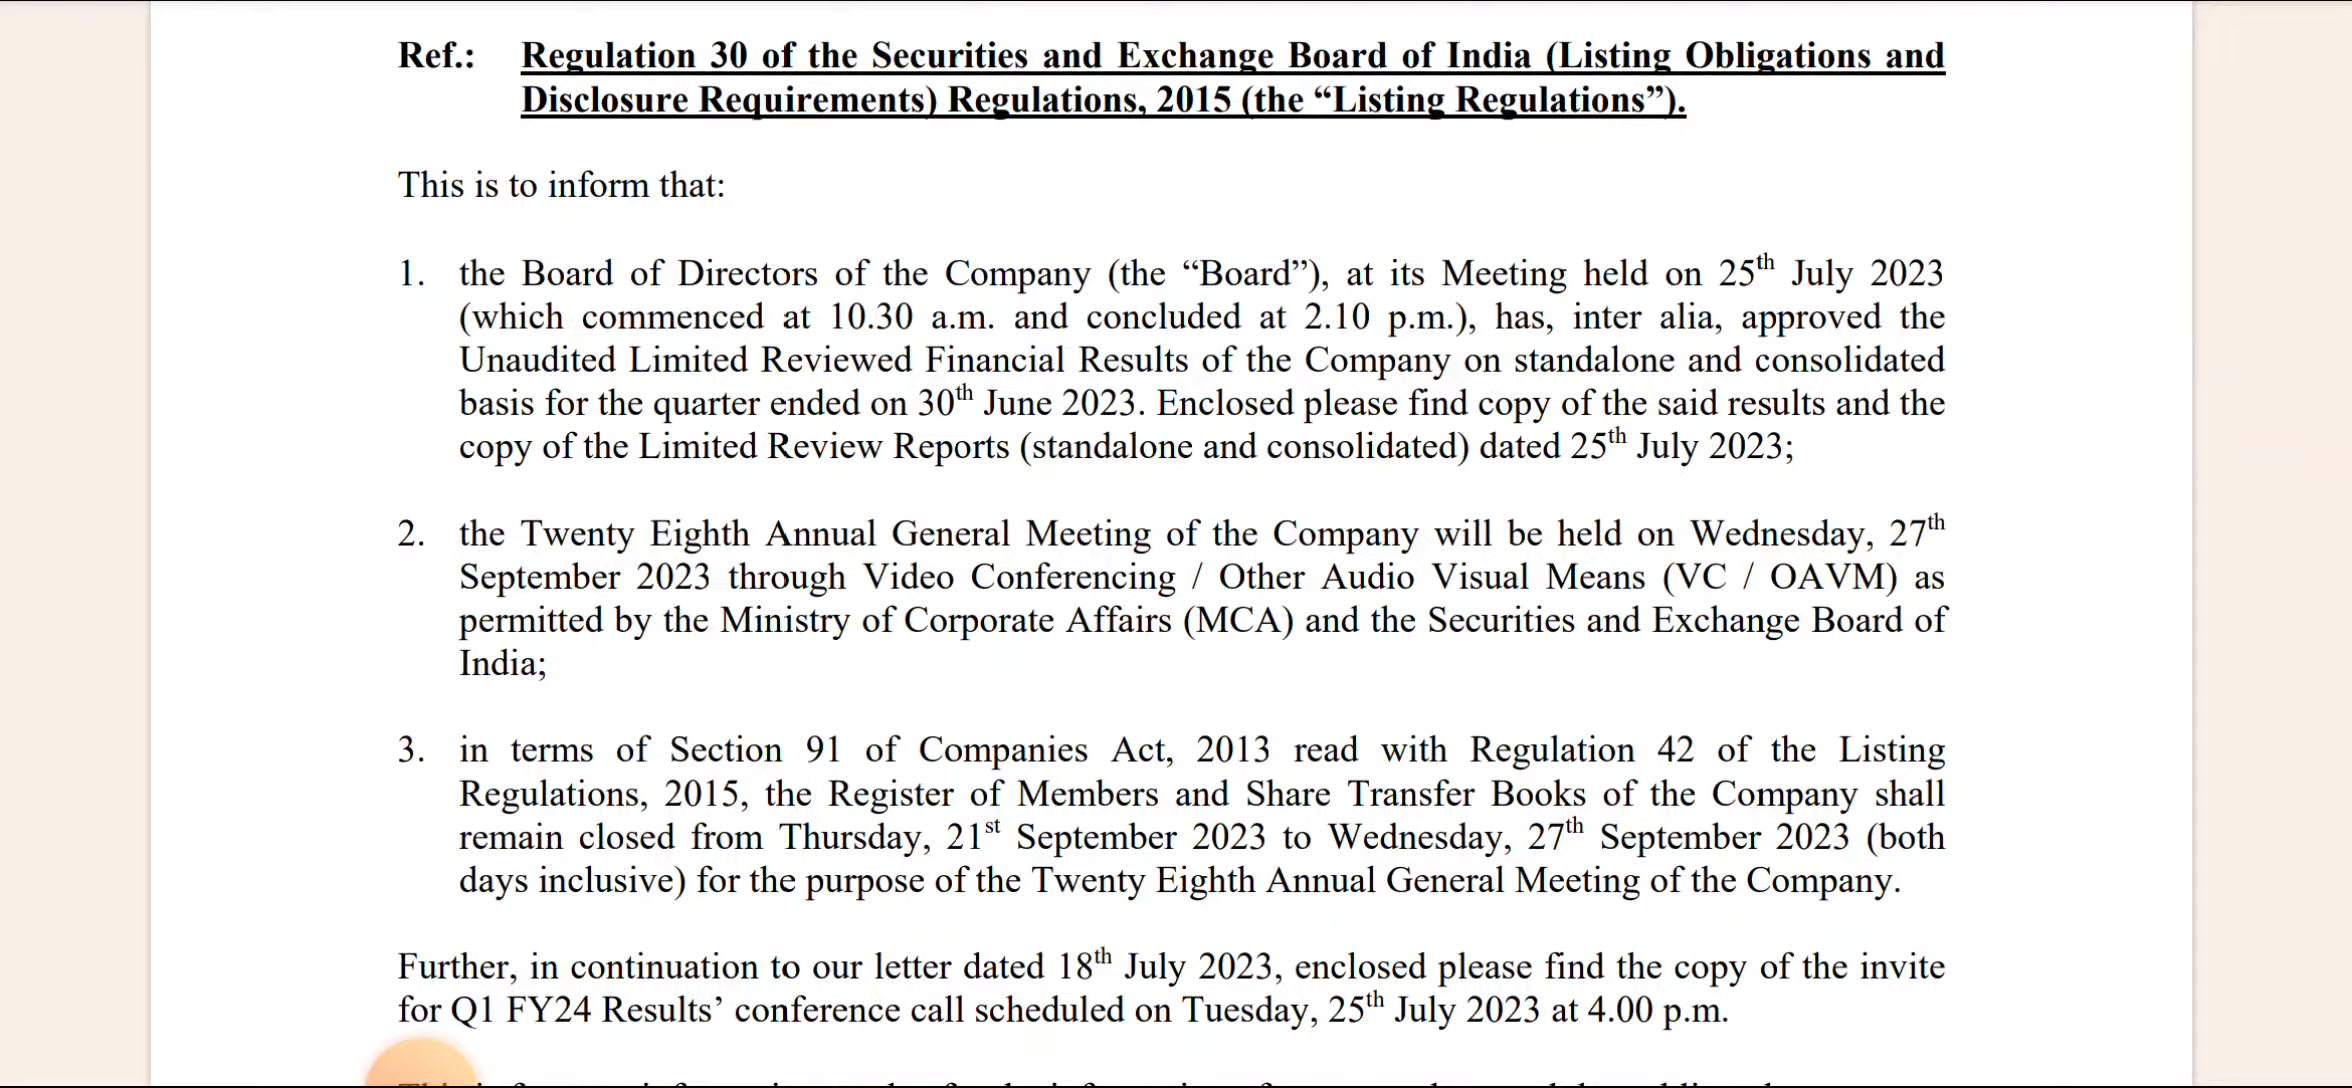 Ref.: Regulation 30 of the Securities and Exchange Board of India (Listing Obligations and
Disclosure Requirements) Regulations, 2015 (the “Listing Regulations”).
This is to inform that:
1. the Board of Directors of the Company (the “Board”), at its Meeting held on 25th July 2023
(which commenced at 10.30 a.m. and concluded at 2.10 p.m.), has, inter alia, approved the
Unaudited Limited Reviewed Financial Results of the Company on standalone and consolidated
basis for the quarter ended on 30th June 2023. Enclosed please find copy of the said results and the
copy of the Limited Review Reports (standalone and consolidated) dated 25th July 2023;
2. the Twenty Eighth Annual General Meeting of the Company will be held on Wednesday, 27th
September 2023 through Video Conferencing / Other Audio Visual Means (VC / OAVM) as
permitted by the Ministry of Corporate Affairs (MCA) and the Securities and Exchange Board of
India;
3. in terms of Section 91 of Companies Act, 2013 read with Regulation 42 of the Listing
Regulations, 2015, the Register of Members and Share Transfer Books of the Company shall
remain closed from Thursday, 21st September 2023 to Wednesday, 27th September 2023 (both
days inclusive) for the purpose of the Twenty Eighth Annual General Meeting of the Company.
Further, in continuation to our letter dated 18th July 2023, enclosed please find the copy of the invite
for Q1 FY24 Results’ conference call scheduled on Tuesday, 25th July 2023 at 4.00 p.m.